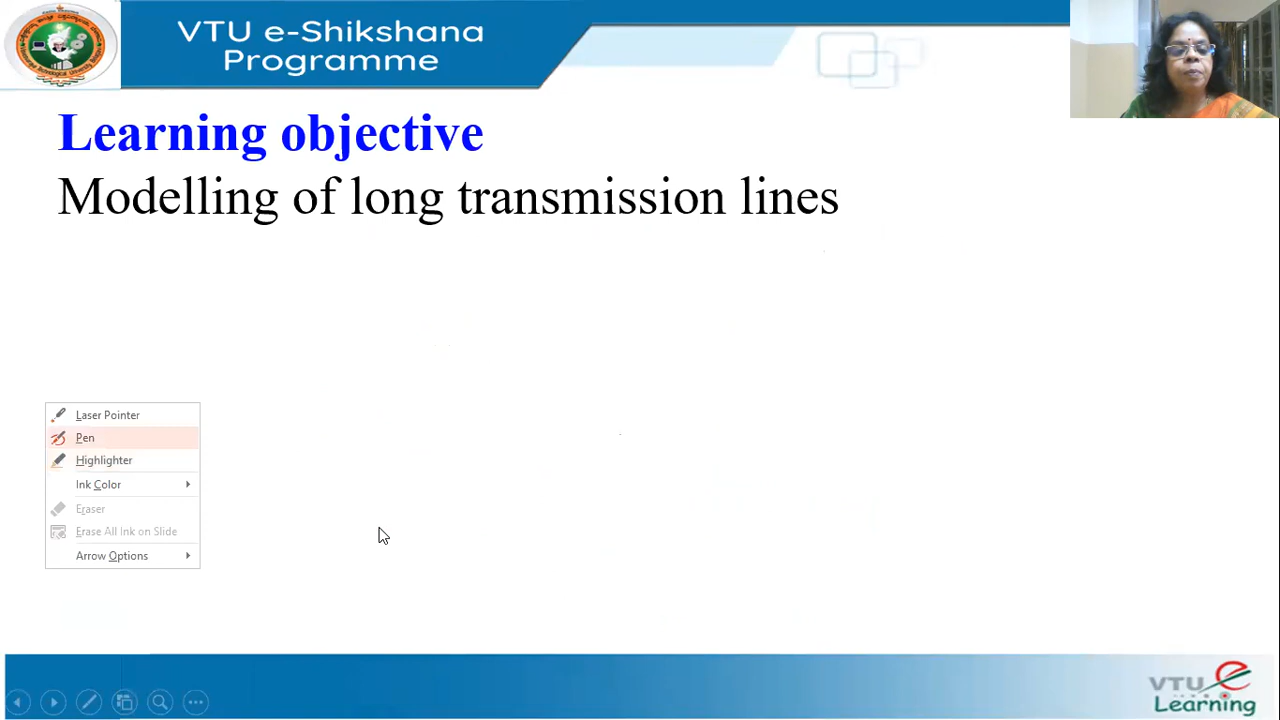 VTU e-Shikshana
Programme
Learning objective
Modelling of long transmission lines
Laser Pointer
Pen
Highlighter
Ink Color
Eraser
Erase All Ink on Slide
Arrow Options
VTU e
Learning